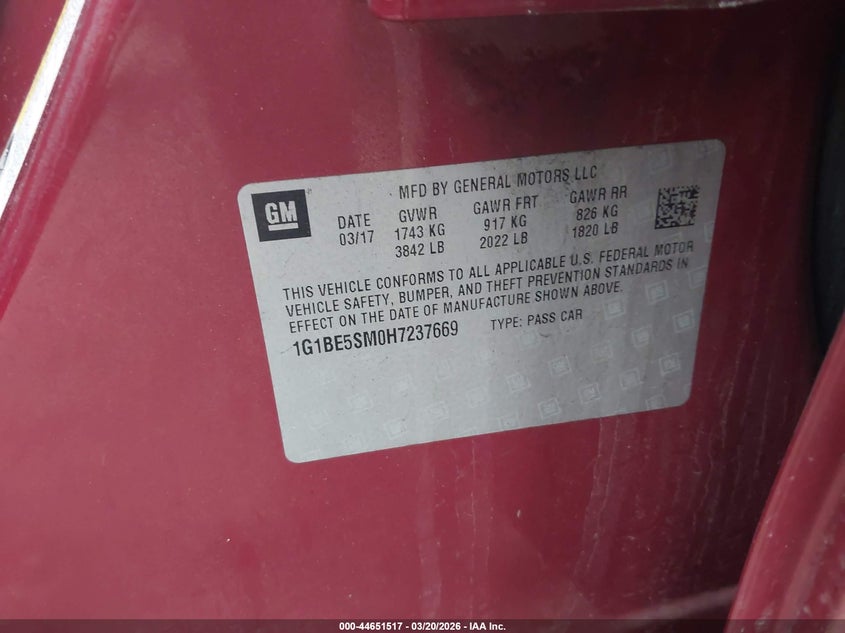 GM
MFD BY GENERAL MOTORS LLC
DATE GVWR GAWR FRT GAWR RR
03/17 1743 KG 917 KG 826 KG
3842 LB 2022 LB 1820 LB
THIS VEHICLE CONFORMS TO ALL APPLICABLE U.S. FEDERAL MOTOR
VEHICLE SAFETY, BUMPER, AND THEFT PREVENTION STANDARDS IN
EFFECT ON THE DATE OF MANUFACTURE SHOWN ABOVE.
1G1BE5SM0H7237669 TYPE: PASS CAR
000-44651517 — 03/20/2026 — IAA Inc.